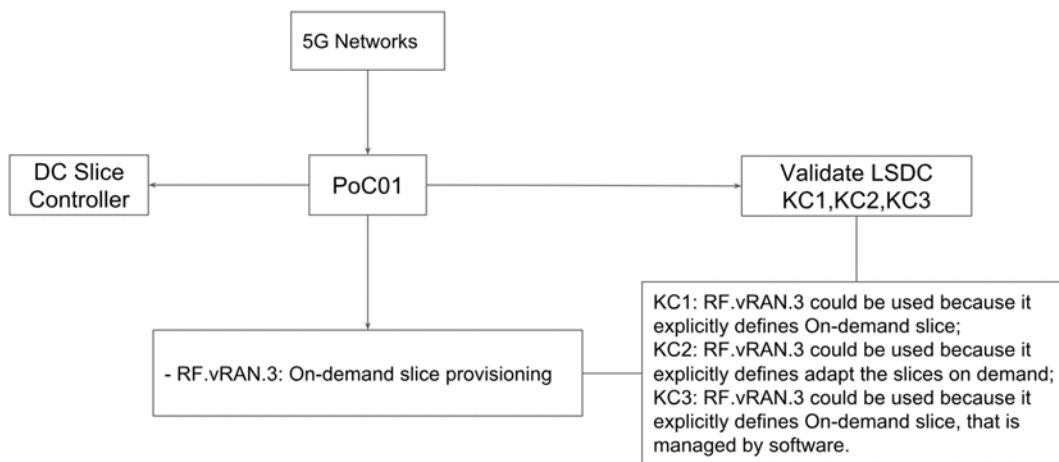 5G Networks
DC Slice
Controller
PoC01
Validate LSDC
KC1,KC2,KC3
- RF.vRAN.3: On-demand slice provisioning
KC1: RF.vRAN.3 could be used because it
explicitly defines On-demand slice;
KC2: RF.vRAN.3 could be used because it
explicitly defines adapt the slices on demand;
KC3: RF.vRAN.3 could be used because it
explicitly defines On-demand slice, that is
managed by software.